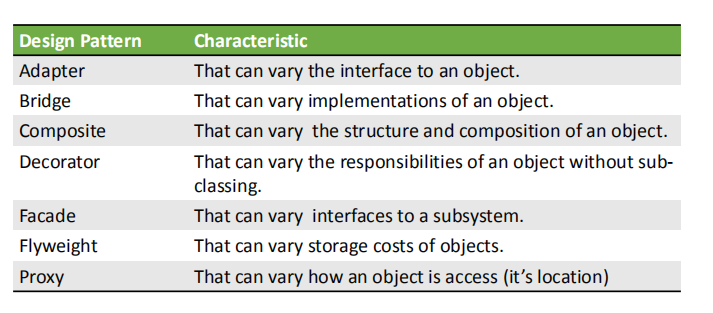 Design Pattern Characteristic
Adapter That can vary the interface to an object.
Bridge That can vary implementations of an object.
Composite That can vary  the structure and composition of an object.
Decorator That can vary the responsibilities of an object without sub-
classing.
Facade That can vary  interfaces to a subsystem.
Flyweight That can vary storage costs of objects.
Proxy That can vary how an object is access (it’s location)